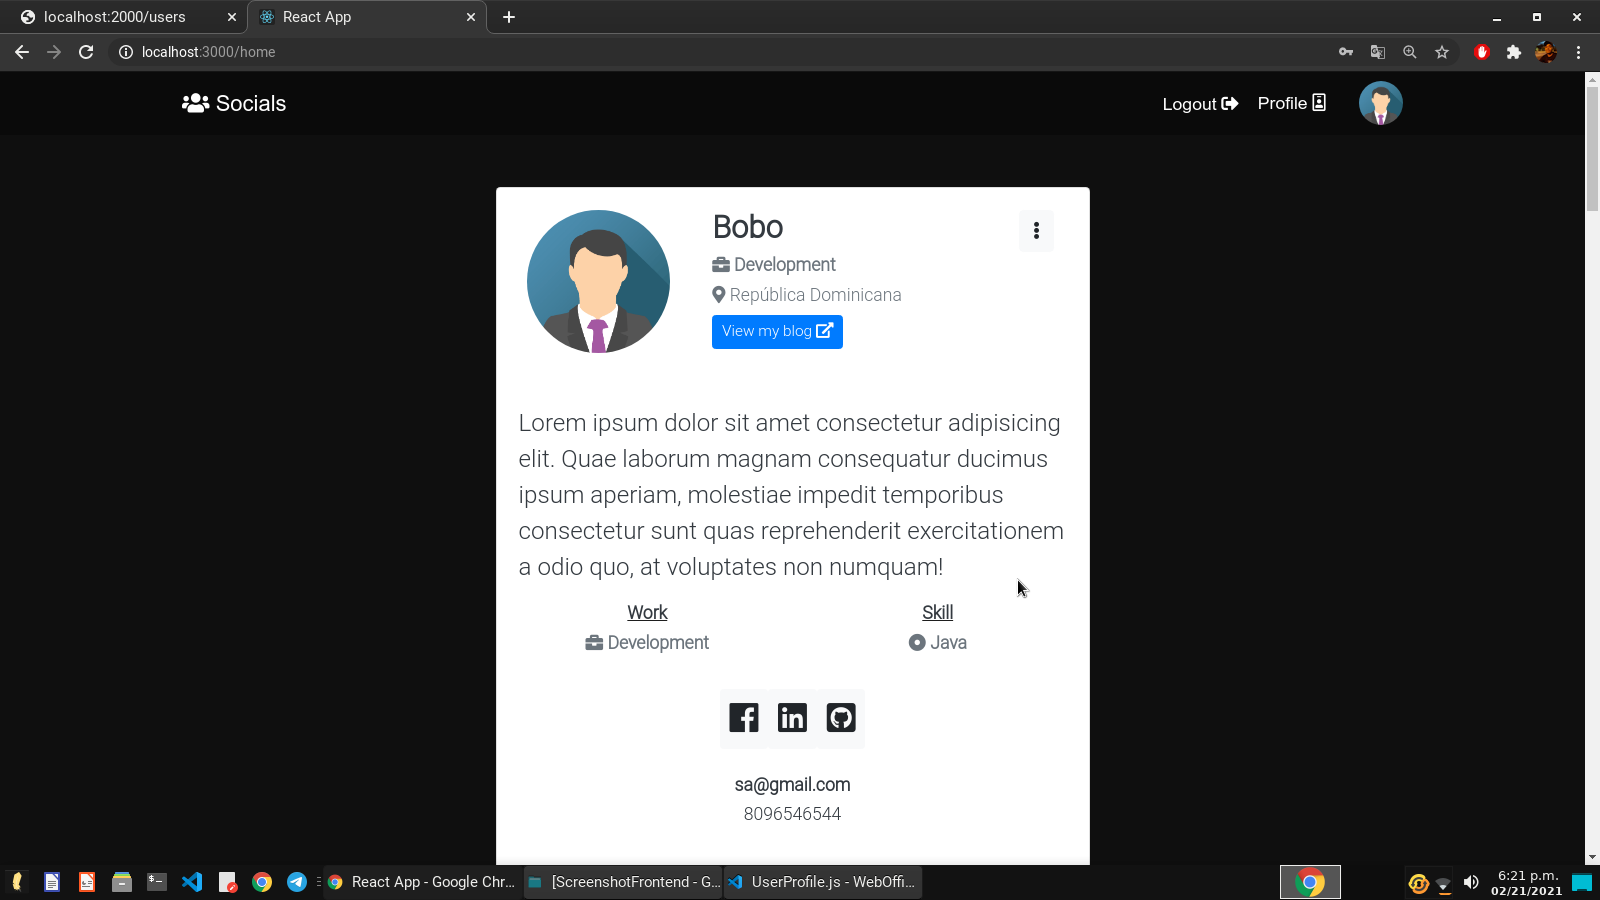 localhost:2000/users
React App
localhost:3000/home
Socials
Logout
Profile
Bobo
Development
República Dominicana
View my blog
Lorem ipsum dolor sit amet consectetur adipisicing
elit. Quae laborum magnam consequatur ducimus
ipsum aperiam, molestiae impedit temporibus
consectetur sunt quas reprehenderit exercitationem
a odio quo, at voluptates non numquam!
Work Skill
Development Java
sa@gmail.com
8096546544
React App - Google Chr... [ScreenshotFrontend - G... UserProfile.js - WebOffi...
6:21 p.m.
02/21/2021